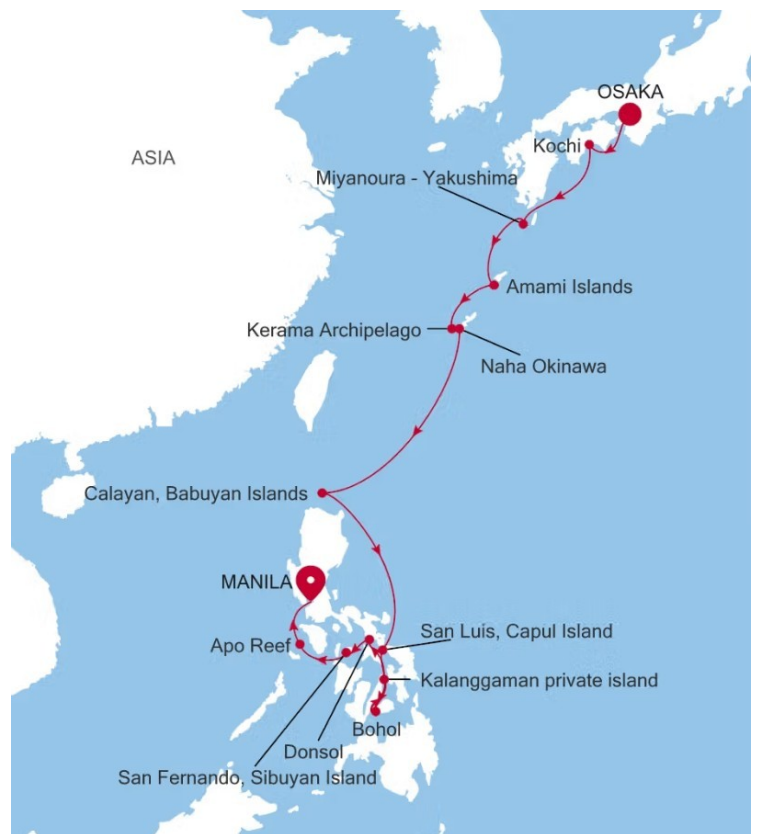 OSAKA
Kochi
ASIA
Miyanoura - Yakushima
Amami Islands
Kerama Archipelago
Naha Okinawa
Calayan, Babuyan Islands
MANILA
San Luis, Capul Island
Apo Reef
Kalanggaman private island
Bohol
Donsol
San Fernando, Sibuyan Island